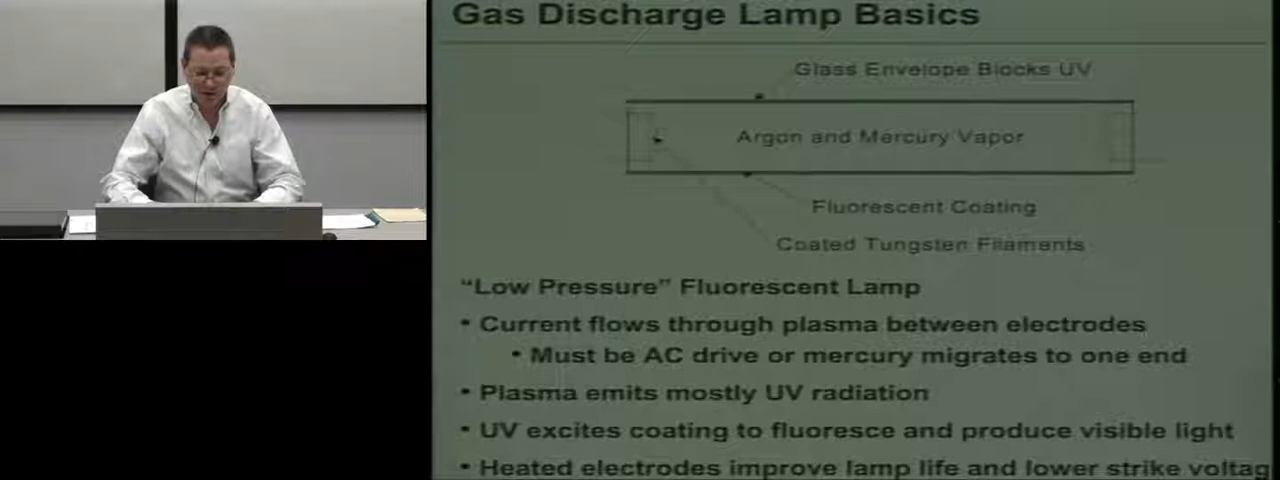 Gas Discharge Lamp Basics
Glass Envelope Blocks UV
Argon and Mercury Vapor
Fluorescent Coating
Coated Tungsten Filaments
“Low Pressure” Fluorescent Lamp
• Current flows through plasma between electrodes
• Must be AC drive or mercury migrates to one end
• Plasma emits mostly UV radiation
• UV excites coating to fluoresce and produce visible light
• Heated electrodes improve lamp life and lower strike voltag